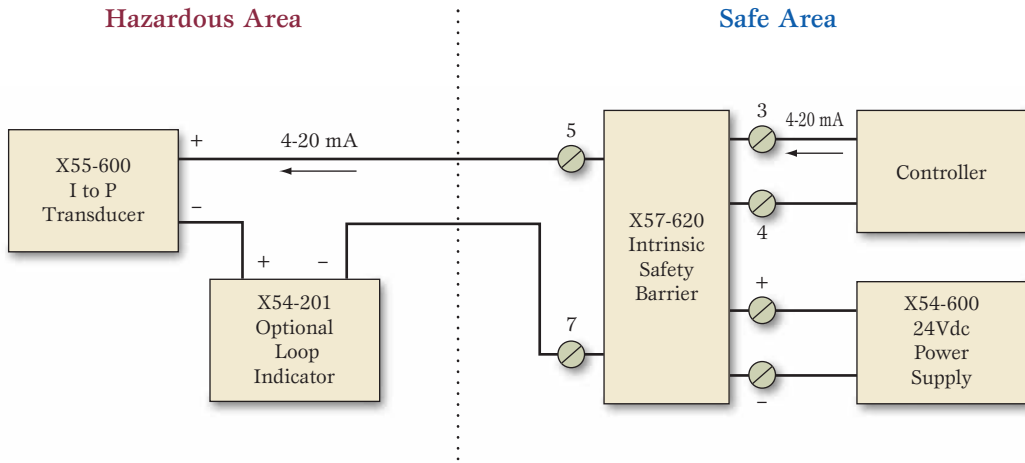 Hazardous Area
Safe Area
X55-600
I to P
Transducer
+
–
4-20 mA
+
–
X54-201
Optional
Loop
Indicator
5
7
X57-620
Intrinsic
Safety
Barrier
3
4-20 mA
4
Controller
+
–
X54-600
24Vdc
Power
Supply